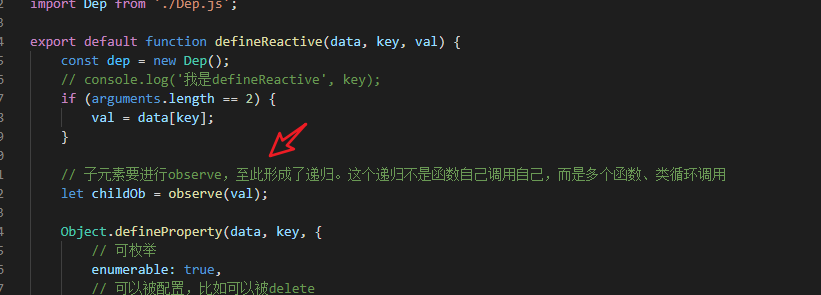 import Dep from './Dep.js';
export default function defineReactive(data, key, val) {
const dep = new Dep();
// console.log('我是defineReactive', key);
if (arguments.length == 2) {
val = data[key];
}
// 子元素要进行observe，至此形成了递归。这个递归不是函数自己调用自己，而是多个函数、类循环调用
let childOb = observe(val);
Object.defineProperty(data, key, {
// 可枚举
enumerable: true,
// 可以被配置，比如可以被delete